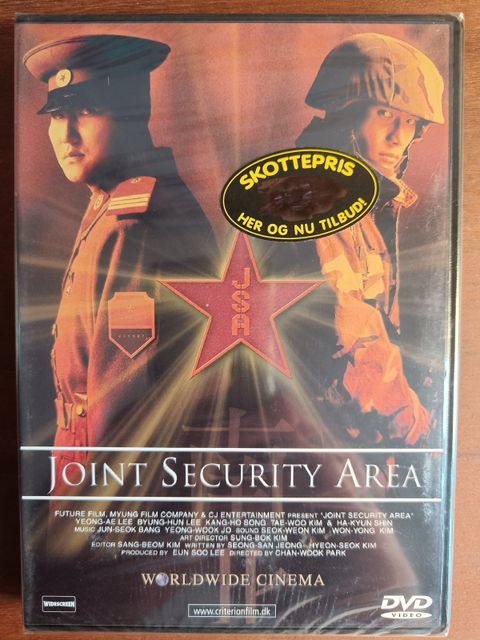 SKOTTEPRIS
HER OG NU TILBUD!
JSA
JOINT SECURITY AREA
FUTURE FILM, MYUNG FILM COMPANY & CJ ENTERTAINMENT PRESENT "JOINT SECURITY AREA"
YEONG-AE LEE BYUNG-HUN LEE KANG-HO SONG TAE-WOO KIM & HA-KYUN SHIN
MUSIC JUN-SEOK BANG YEONG-WOOK JO SOUND SEOK-WEON KIM WON-YONG KIM
ART DIRECTOR SUNG-BOK KIM
EDITOR SANG-BEOM KIM WRITTEN BY SEONG-SAN JEONG - HYEON-SEOK KIM
PRODUCED BY EUN SOO LEE DIRECTED BY CHAN-WOOK PARK
WORLDWIDE CINEMA
WIDESCREEN
www.criterionfilm.dk
DVD
VIDEO